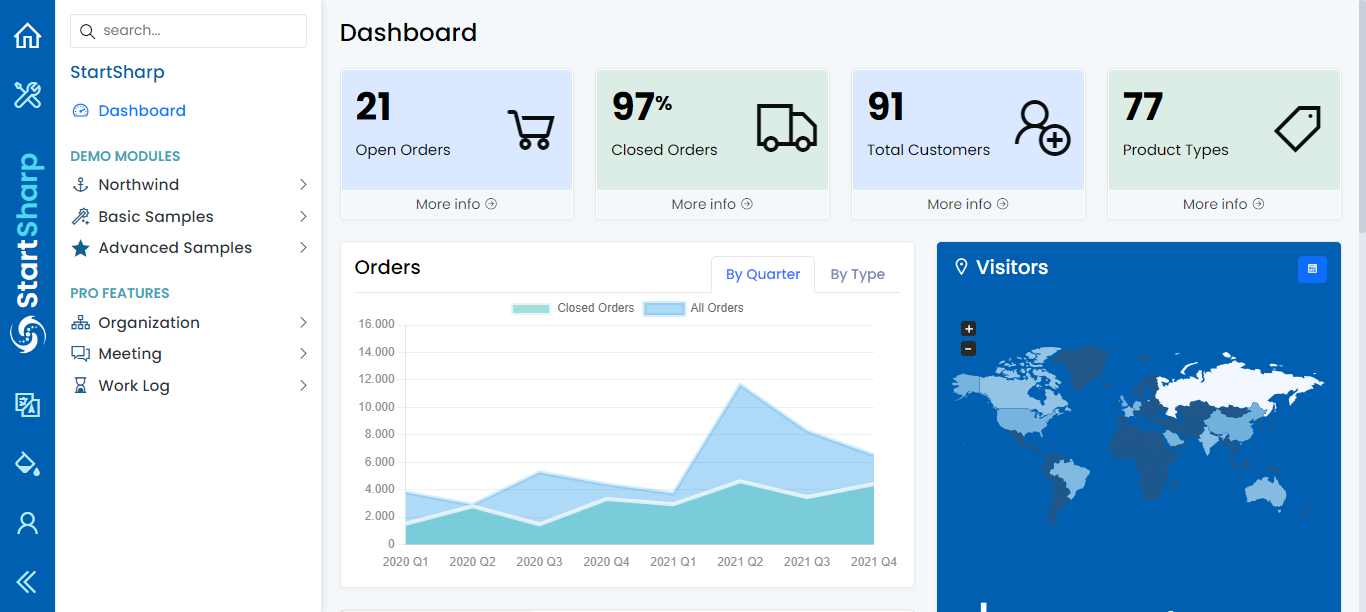 search...
StartSharp
Dashboard
DEMO MODULES
Northwind
Basic Samples
Advanced Samples
PRO FEATURES
Organization
Meeting
Work Log
StartSharp
Dashboard
21
Open Orders
More info
97%
Closed Orders
More info
91
Total Customers
More info
77
Product Types
More info
Orders
By Quarter
By Type
Closed Orders
All Orders
16.000
14.000
12.000
10.000
8.000
6.000
4.000
2.000
0
2020 Q1
2020 Q2
2020 Q3
2020 Q4
2021 Q1
2021 Q2
2021 Q3
2021 Q4
Visitors
+
−